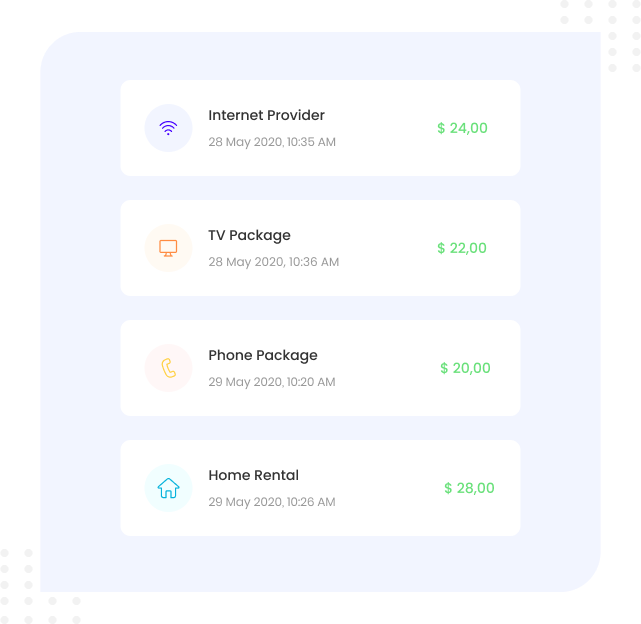 Internet Provider
28 May 2020, 10:35 AM
$ 24,00
TV Package
28 May 2020, 10:36 AM
$ 22,00
Phone Package
29 May 2020, 10:20 AM
$ 20,00
Home Rental
29 May 2020, 10:26 AM
$ 28,00